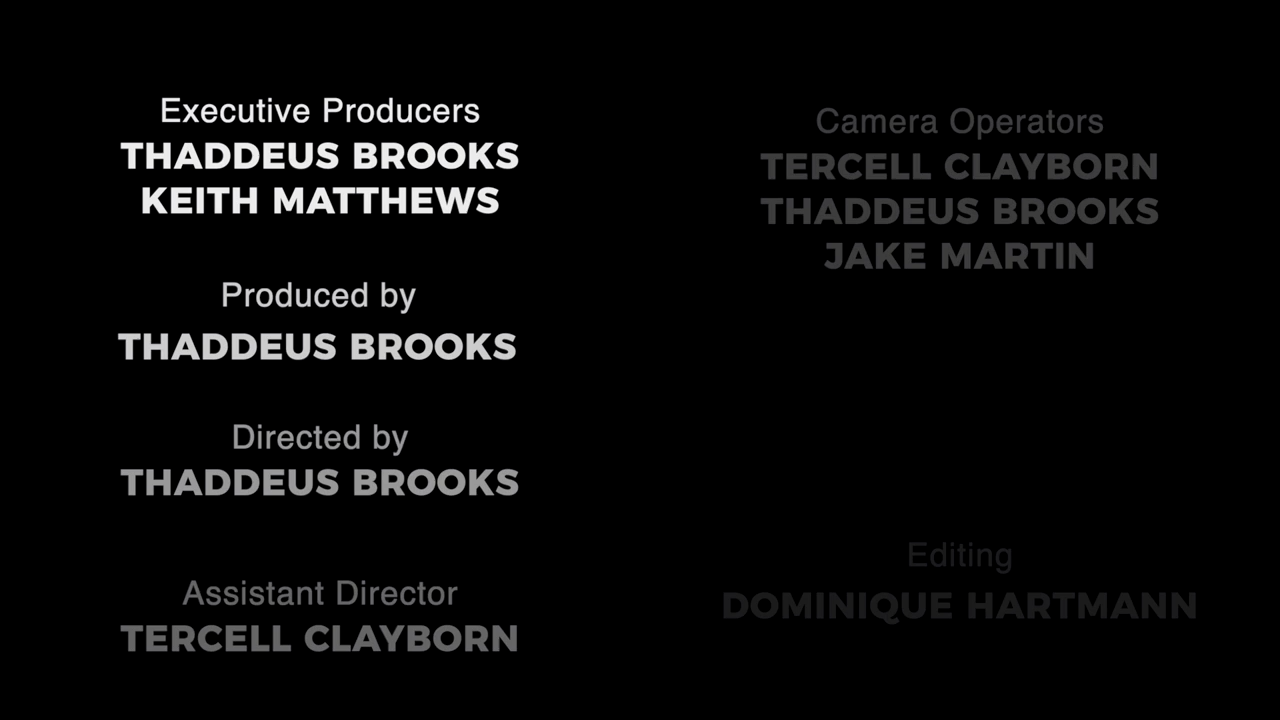 Executive Producers
THADDEUS BROOKS
KEITH MATTHEWS
Produced by
THADDEUS BROOKS
Directed by
THADDEUS BROOKS
Assistant Director
TERCELL CLAYBORN
Camera Operators
TERCELL CLAYBORN
THADDEUS BROOKS
JAKE MARTIN
Editing
DOMINIQUE HARTMANN